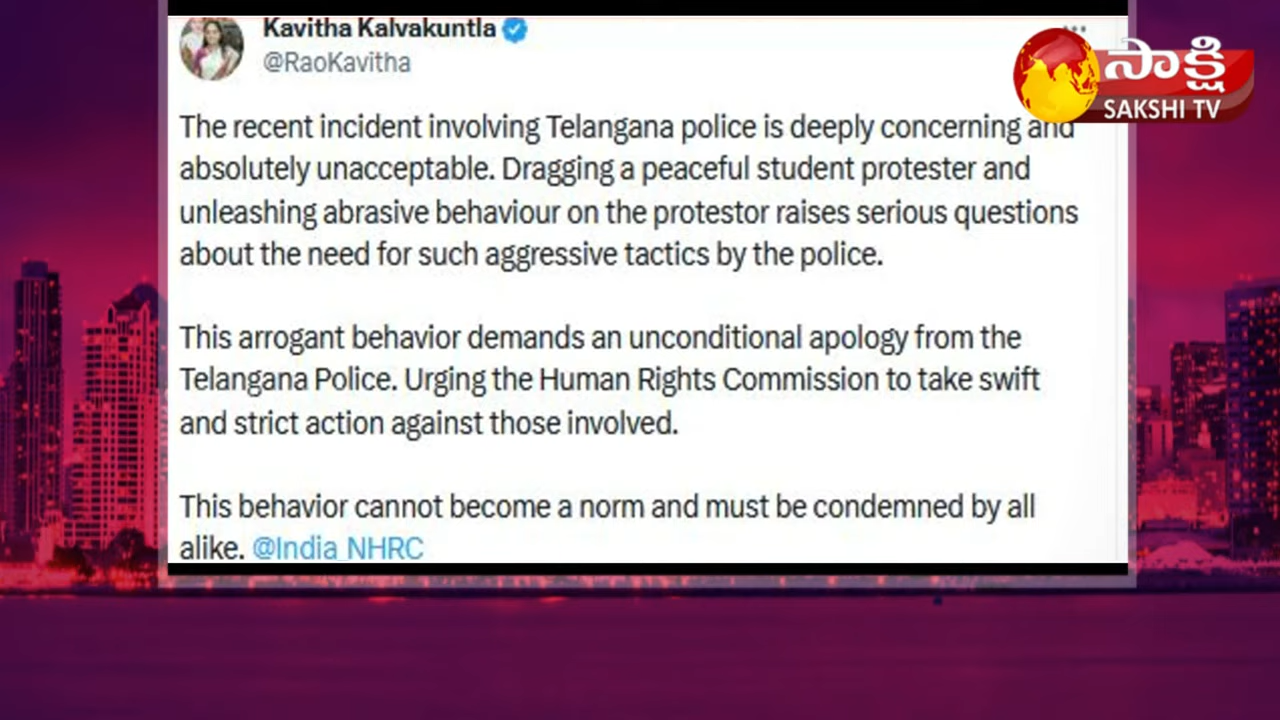 Kavitha Kalvakuntla
@RaoKavitha
సాక్షి
SAKSHI TV
The recent incident involving Telangana police is deeply concerning and
absolutely unacceptable. Dragging a peaceful student protester and
unleashing abrasive behaviour on the protestor raises serious questions
about the need for such aggressive tactics by the police.
This arrogant behavior demands an unconditional apology from the
Telangana Police. Urging the Human Rights Commission to take swift
and strict action against those involved.
This behavior cannot become a norm and must be condemned by all
alike. @India_NHRC